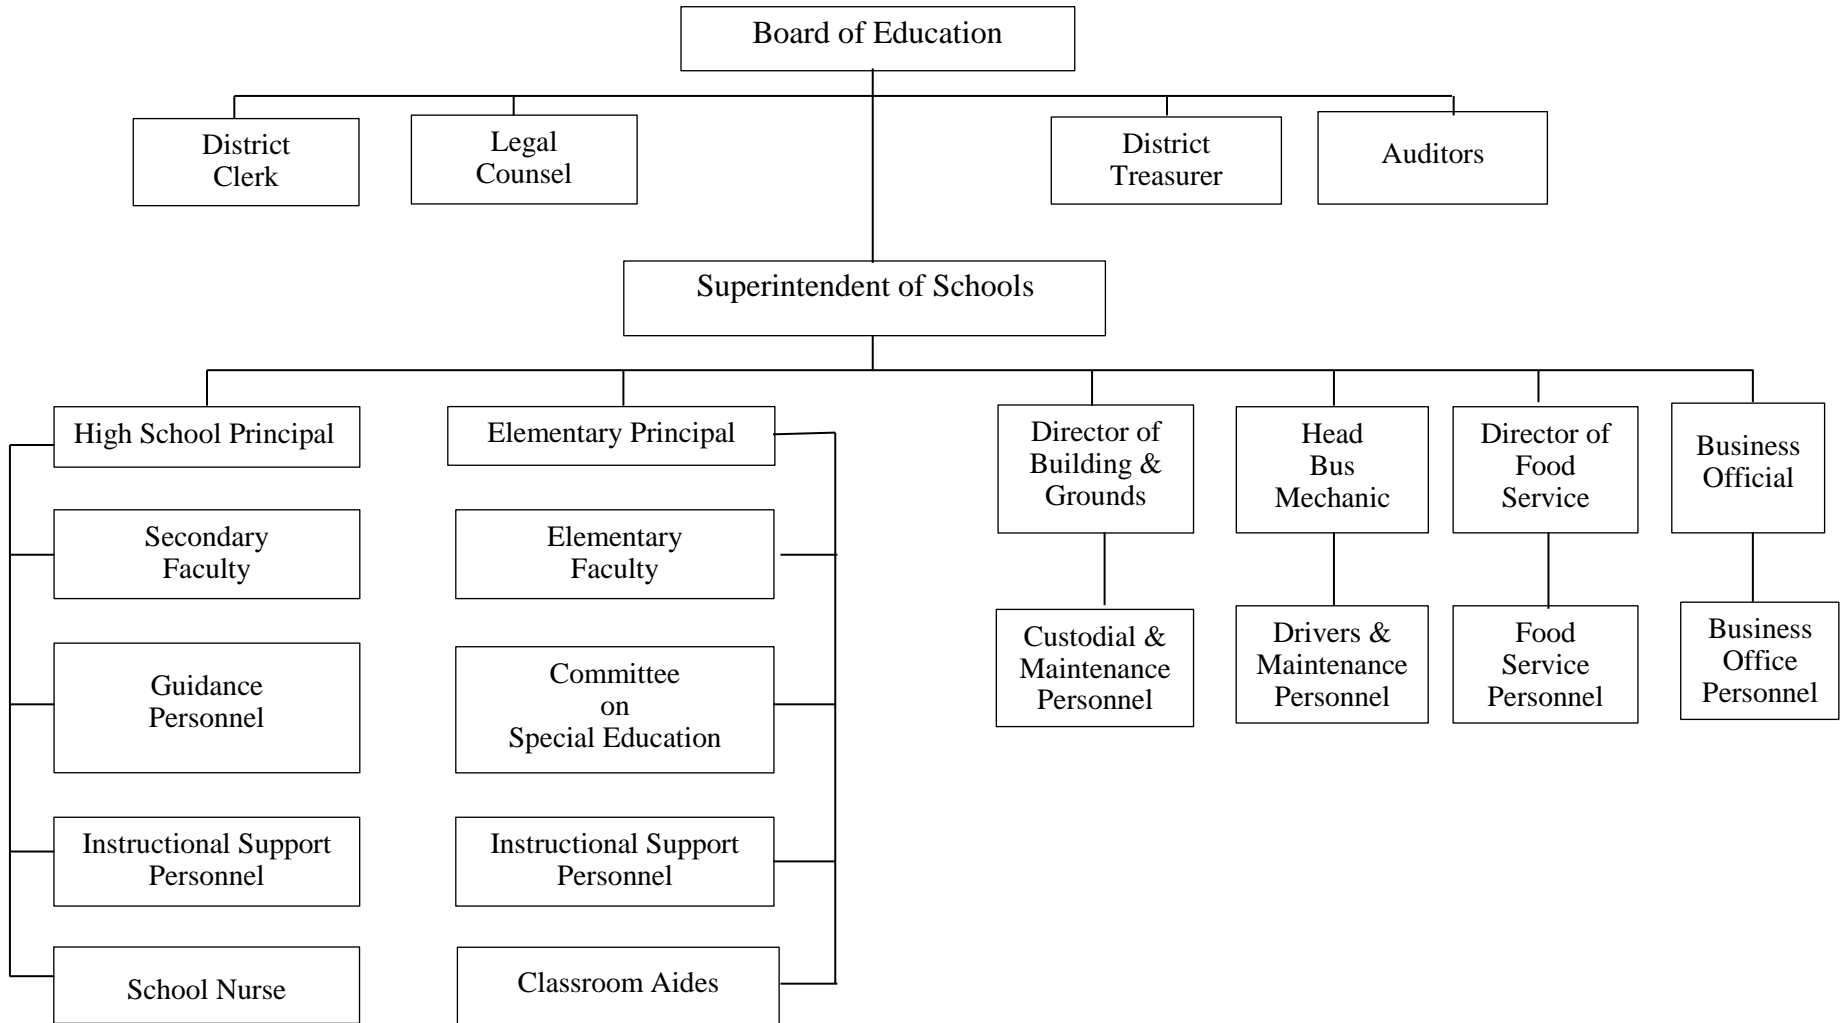 Board of Education
District
Clerk
Legal
Counsel
District
Treasurer
Auditors
Superintendent of Schools
High School Principal
Elementary Principal
Director of
Building &
Grounds
Head
Bus
Mechanic
Director of
Food
Service
Business
Official
Secondary
Faculty
Elementary
Faculty
Custodial &
Maintenance
Personnel
Drivers &
Maintenance
Personnel
Food
Service
Personnel
Business
Office
Personnel
Guidance
Personnel
Committee
on
Special Education
Instructional Support
Personnel
Instructional Support
Personnel
School Nurse
Classroom Aides